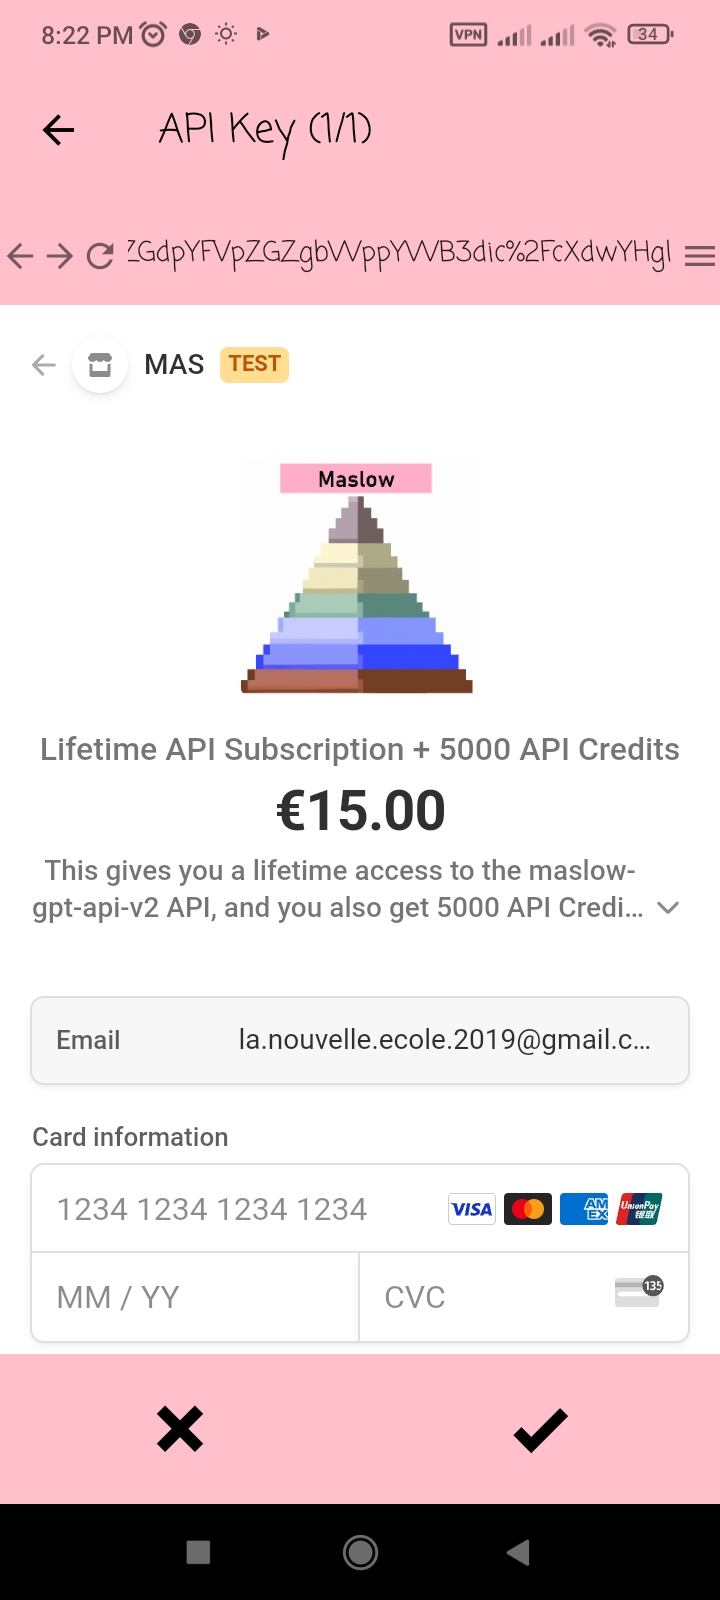 8:22 PM
VPN
34
API Key (1/1)
ZGdpYFVpZGZgbWppYWB3dic%2FcXdwYHgl
MAS TEST
Maslow
Lifetime API Subscription + 5000 API Credits
€15.00
This gives you a lifetime access to the maslow-
gpt-api-v2 API, and you also get 5000 API Credi...
Email la.nouvelle.ecole.2019@gmail.c...
Card information
1234 1234 1234 1234 VISA AMEX UnionPay 银联
MM / YY CVC 135